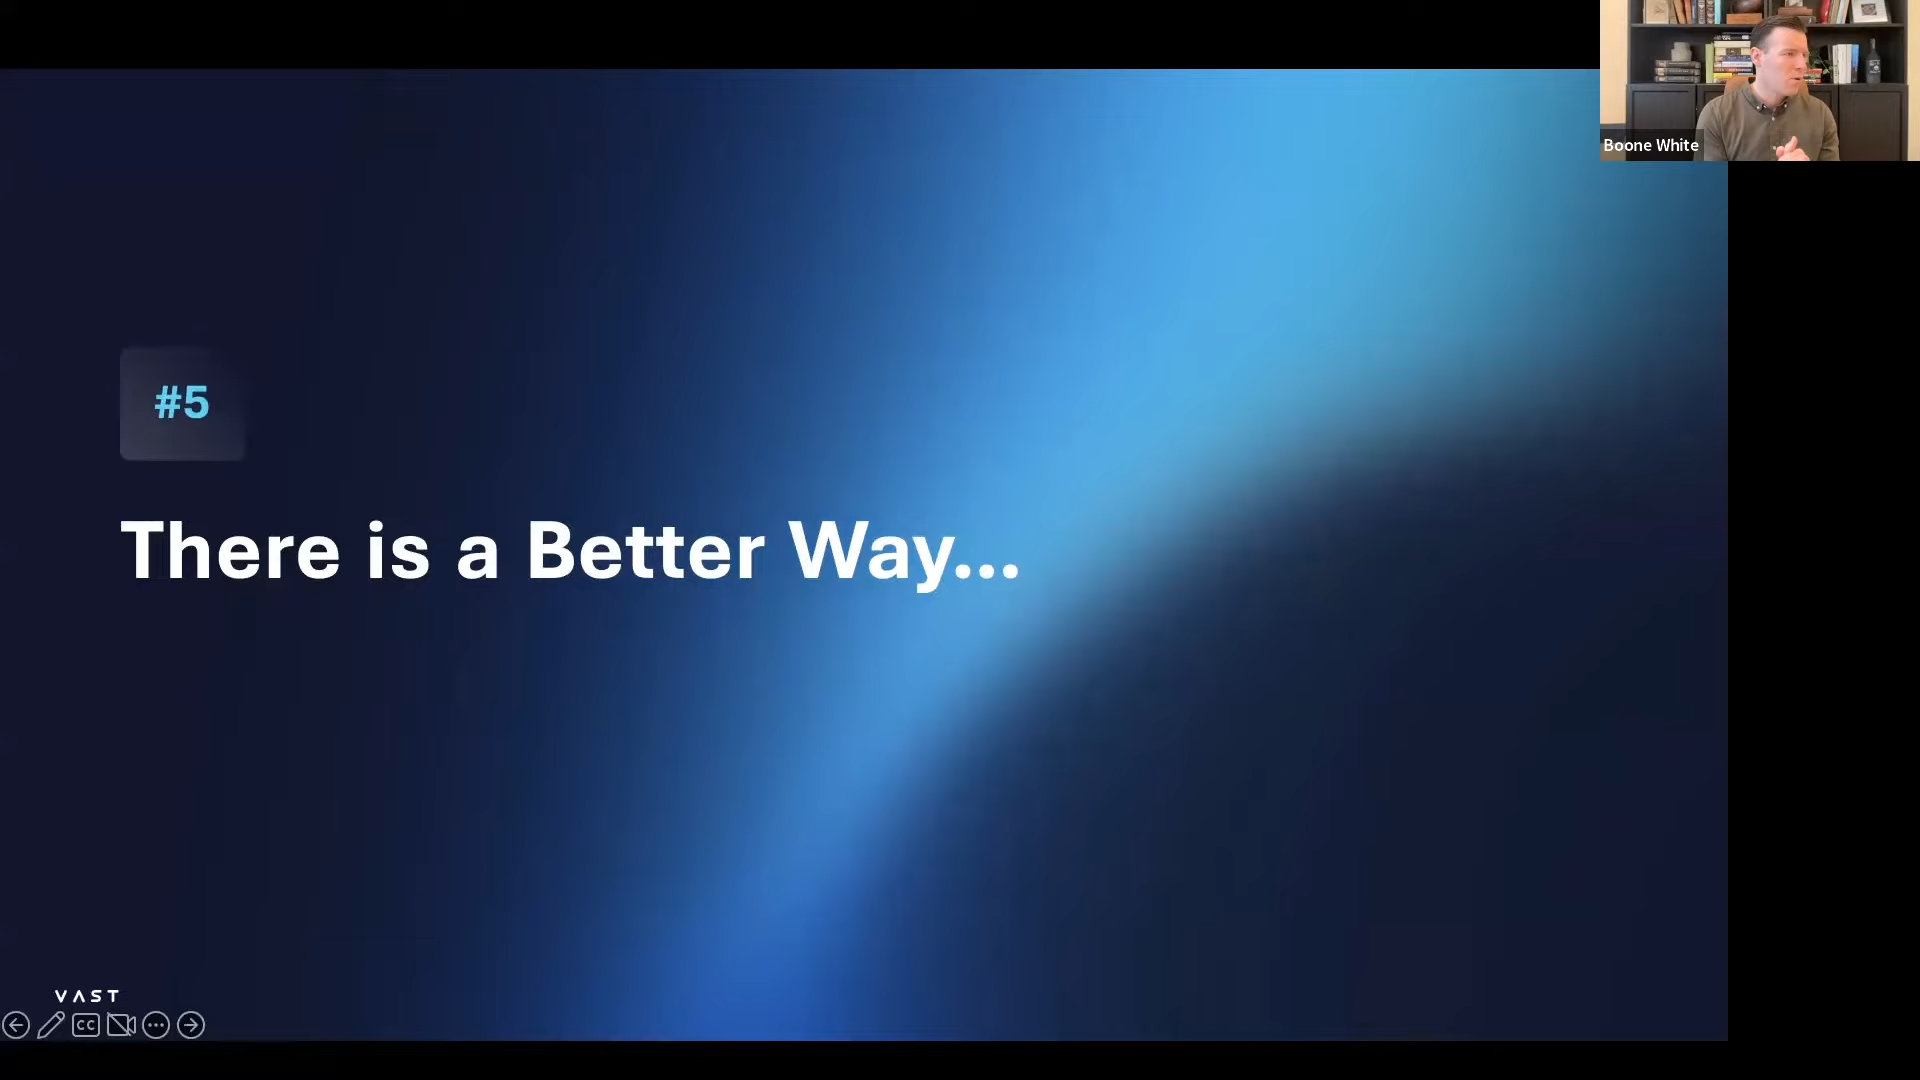 Boone White
#5
There is a Better Way...
VAST
CC